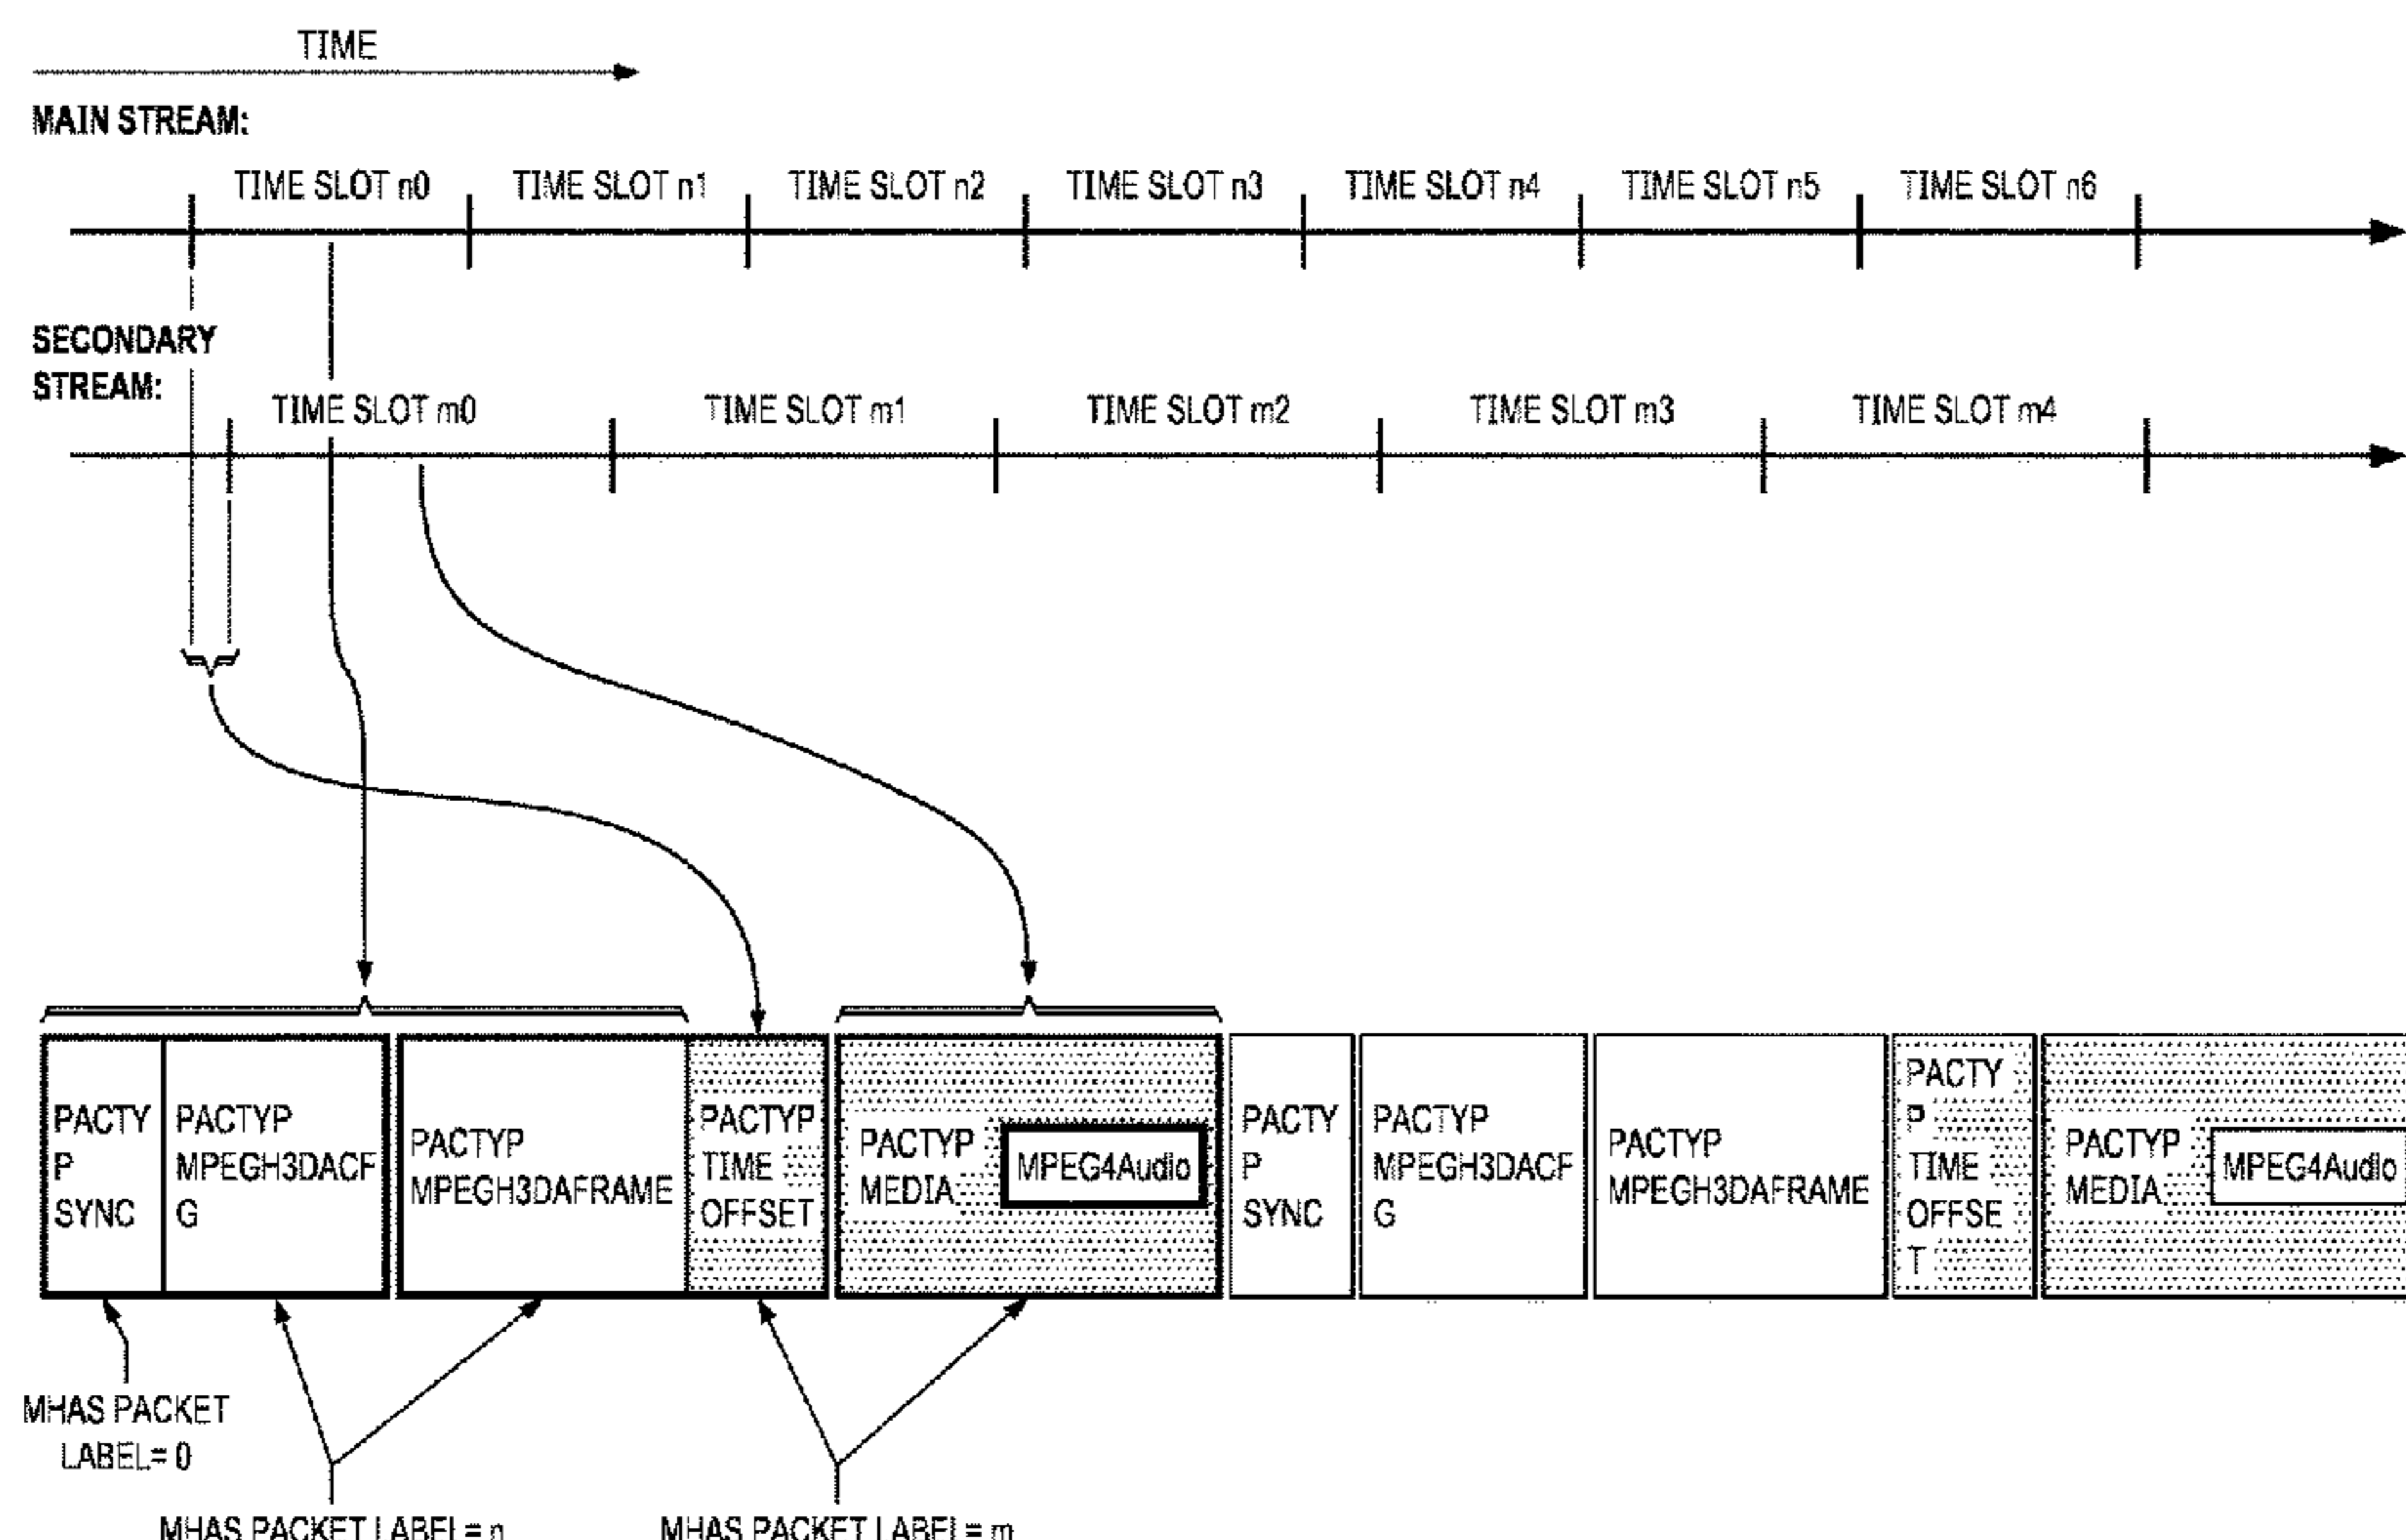 TIME
MAIN STREAM:
TIME SLOT n0
TIME SLOT n1
TIME SLOT n2
TIME SLOT n3
TIME SLOT n4
TIME SLOT n5
TIME SLOT n6
SECONDARY
STREAM:
TIME SLOT m0
TIME SLOT m1
TIME SLOT m2
TIME SLOT m3
TIME SLOT m4
PACTY
P
SYNC
PACTYP
MPEGH3DACF
G
PACTYP
MPEGH3DAFRAME
PACTYP
TIME
OFFSET
PACTYP
MEDIA
MPEG4Audio
PACTY
P
SYNC
PACTYP
MPEGH3DACF
G
PACTYP
MPEGH3DAFRAME
PACTY
P
TIME
OFFSE
T
PACTYP
MEDIA
MPEG4Audio
MHAS PACKET
LABEL= 0
MHAS PACKET LABEL= n
MHAS PACKET LABEL= m